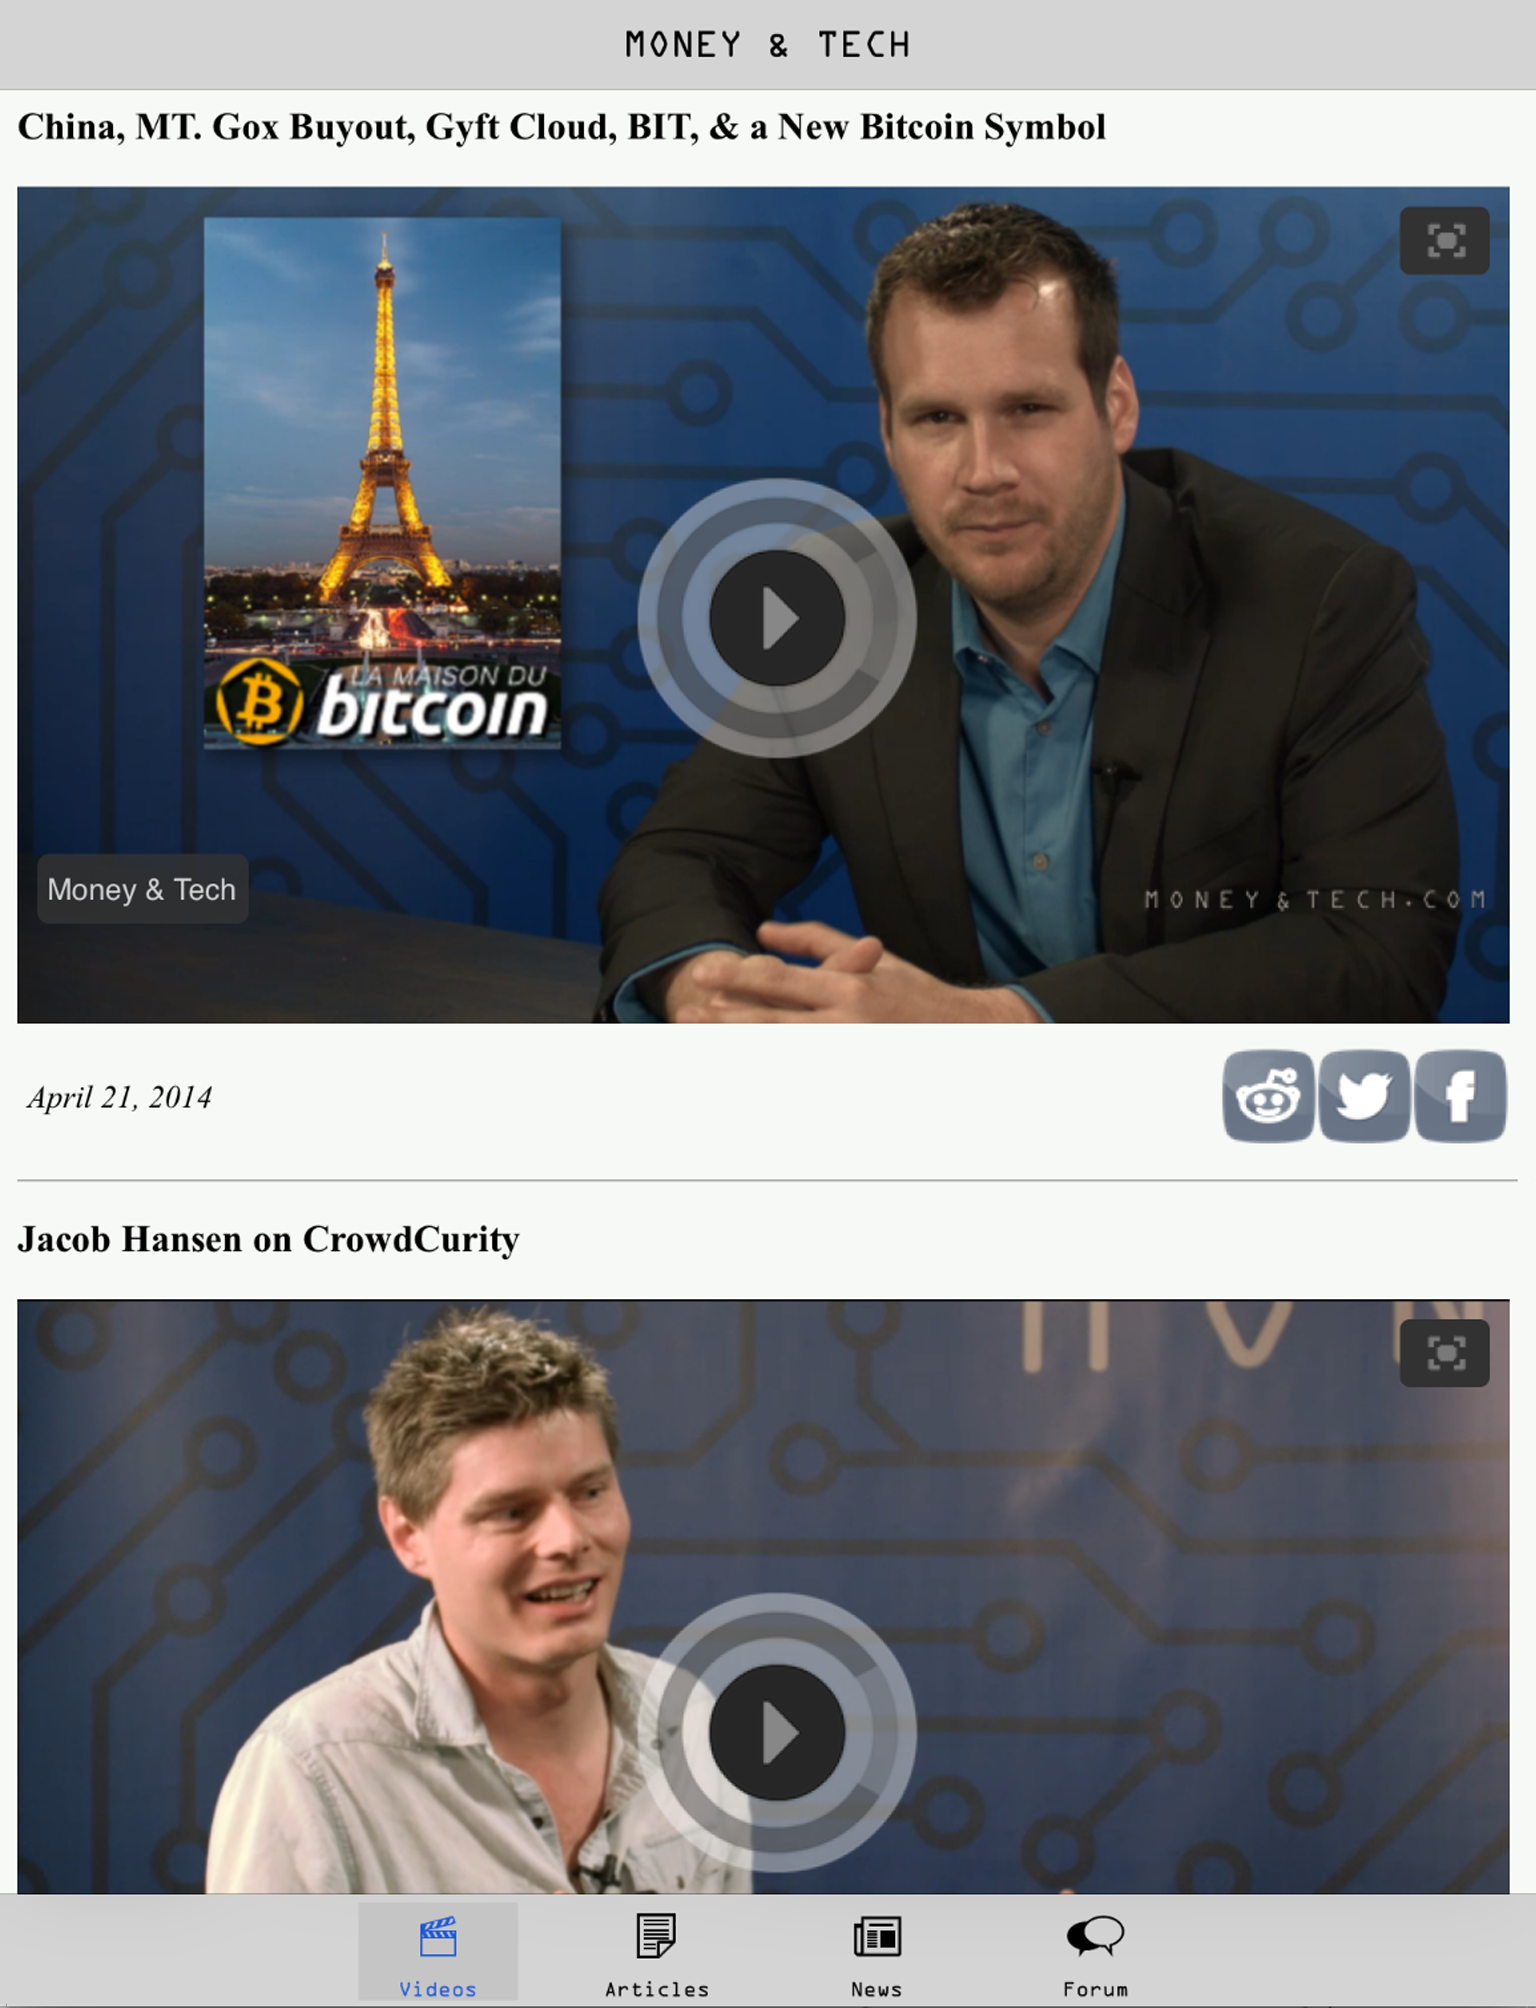 MONEY & TECH
China, MT. Gox Buyout, Gyft Cloud, BIT, & a New Bitcoin Symbol
LA MAISON DU
bitcoin
Money & Tech
MONEY & TECH.COM
April 21, 2014
Jacob Hansen on CrowdCurity
Videos
Articles
News
Forum